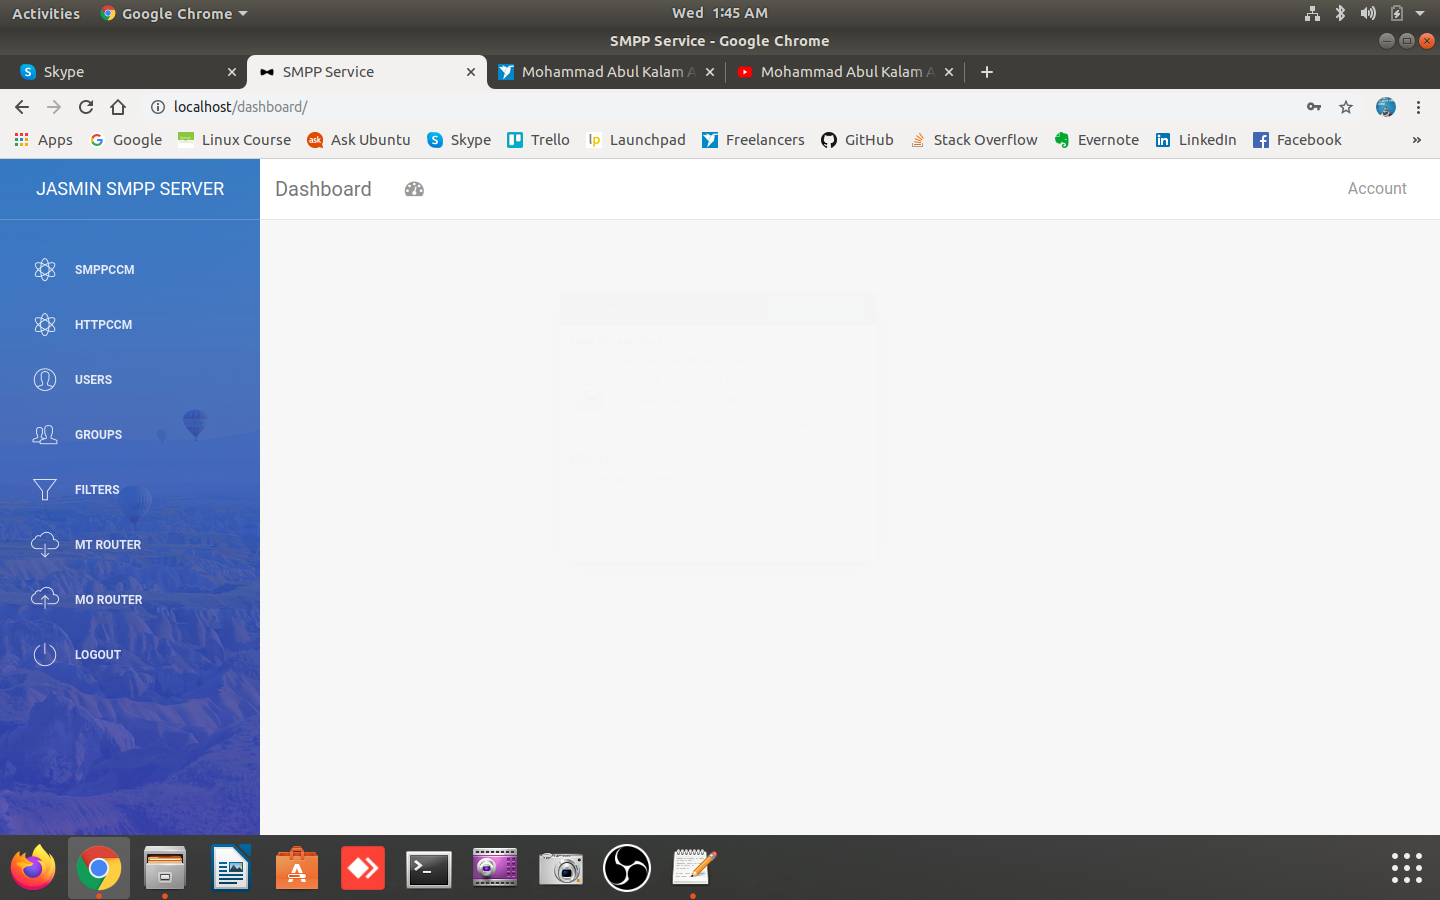 Activities Google Chrome Wed 1:45 AM
SMPP Service - Google Chrome
Skype SMPP Service Mohammad Abul Kalam A Mohammad Abul Kalam A
localhost/dashboard/
Apps Google Linux Course Ask Ubuntu Skype Trello Launchpad Freelancers GitHub Stack Overflow Evernote LinkedIn Facebook »
JASMIN SMPP SERVER Dashboard Account
SMPPCCM
HTTPCCM
USERS
GROUPS
FILTERS
MT ROUTER
MO ROUTER
LOGOUT